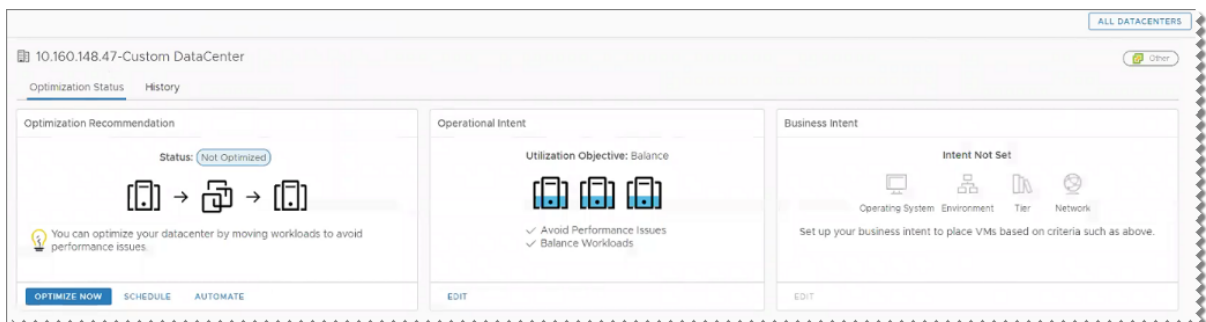 ALL DATACENTERS
10.160.148.47-Custom DataCenter
Other
Optimization Status
History
Optimization Recommendation
Status: Not Optimized
You can optimize your datacenter by moving workloads to avoid
performance issues.
OPTIMIZE NOW
SCHEDULE
AUTOMATE
Operational Intent
Utilization Objective: Balance
Avoid Performance Issues
Balance Workloads
EDIT
Business Intent
Intent Not Set
Operating System
Environment
Tier
Network
Set up your business intent to place VMs based on criteria such as above.
EDIT